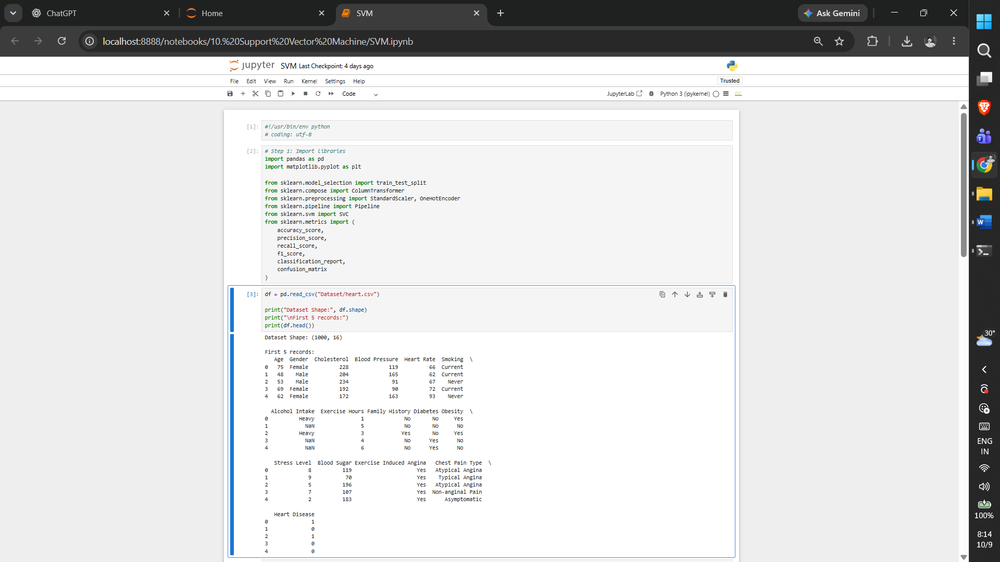 ChatGPT
Home
SVM
Ask Gemini
localhost:8888/notebooks/10.%20Support%20Vector%20Machine/SVM.ipynb
jupyter SVM Last Checkpoint: 4 days ago
File Edit View Run Kernel Settings Help
Trusted
Code
JupyterLab
Python 3 (ipykernel)
[1]: #!/usr/bin/env python
# coding: utf-8
[2]: # Step 1: Import libraries
import pandas as pd
import matplotlib.pyplot as plt
from sklearn.model_selection import train_test_split
from sklearn.compose import ColumnTransformer
from sklearn.preprocessing import StandardScaler, OneHotEncoder
from sklearn.pipeline import Pipeline
from sklearn.svm import SVC
from sklearn.metrics import (
    accuracy_score,
    precision_score,
    recall_score,
    f1_score,
    classification_report,
    confusion_matrix
)
[3]: df = pd.read_csv("Dataset/heart.csv")
print("Dataset Shape:", df.shape)
print("\nFirst 5 records:")
print(df.head())
Dataset Shape: (1000, 16)
First 5 records:
   Age  Gender  Cholesterol  Blood Pressure  Heart Rate  Smoking  \
0   75  Female          228             119          66  Current
1   48    Male          204             165          62  Current
2   53    Male          234              91          67    Never
3   69  Female          192              90          72  Current
4   62  Female          172             163          93    Never
  Alcohol Intake  Exercise Hours Family History Diabetes Obesity  \
0          Heavy               1             No       No     Yes
1            NaN               5             No       No      No
2          Heavy               3            Yes       No     Yes
3            NaN               4             No      Yes      No
4            NaN               6             No      Yes      No
   Stress Level  Blood Sugar Exercise Induced Angina   Chest Pain Type  \
0             8          119                     Yes   Atypical Angina
1             9           70                     Yes    Typical Angina
2             5          196                     Yes   Atypical Angina
3             7          107                     Yes  Non-anginal Pain
4             2          183                     Yes      Asymptomatic
   Heart Disease
0              1
1              0
2              1
3              0
4              0
30°
ENG
IN
100%
8:14
10/9